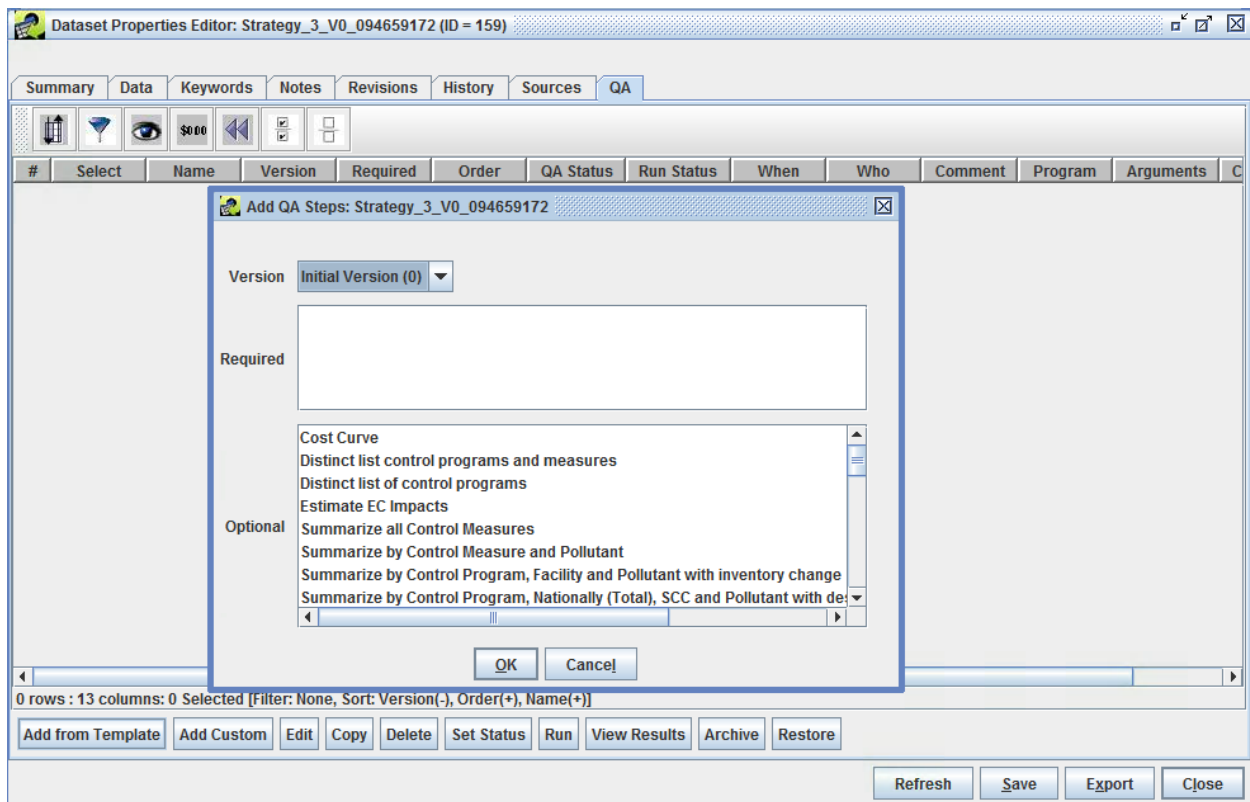 Dataset Properties Editor: Strategy_3_V0_094659172 (ID = 159)
Summary Data Keywords Notes Revisions History Sources QA
$0.00
# Select Name Version Required Order QA Status Run Status When Who Comment Program Arguments C
Add QA Steps: Strategy_3_V0_094659172
Version Initial Version (0)
Required
Cost Curve
Distinct list control programs and measures
Distinct list of control programs
Estimate EC Impacts
Optional
Summarize all Control Measures
Summarize by Control Measure and Pollutant
Summarize by Control Program, Facility and Pollutant with inventory change
Summarize by Control Program, Nationally (Total), SCC and Pollutant with de
OK Cancel
0 rows : 13 columns: 0 Selected [Filter: None, Sort: Version(-), Order(+), Name(+)]
Add from Template Add Custom Edit Copy Delete Set Status Run View Results Archive Restore
Refresh Save Export Close